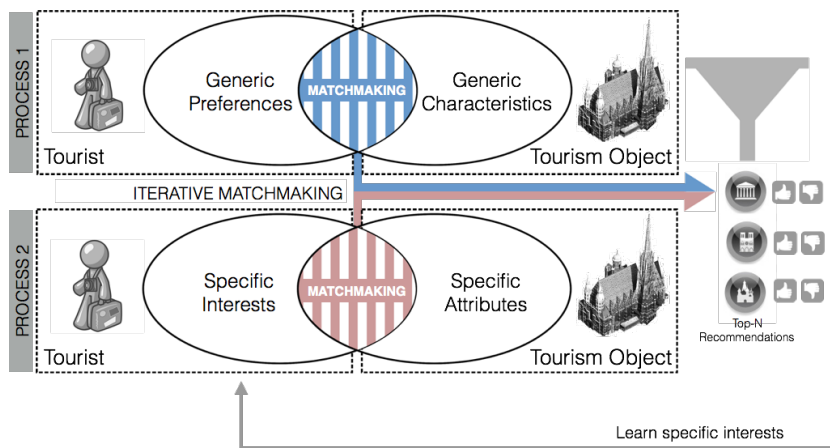 PROCESS 1
Generic
Preferences
MATCHMAKING
Generic
Characteristics
Tourist
Tourism Object
ITERATIVE MATCHMAKING
PROCESS 2
Specific
Interests
MATCHMAKING
Specific
Attributes
Tourist
Tourism Object
Top-N
Recommendations
Learn specific interests